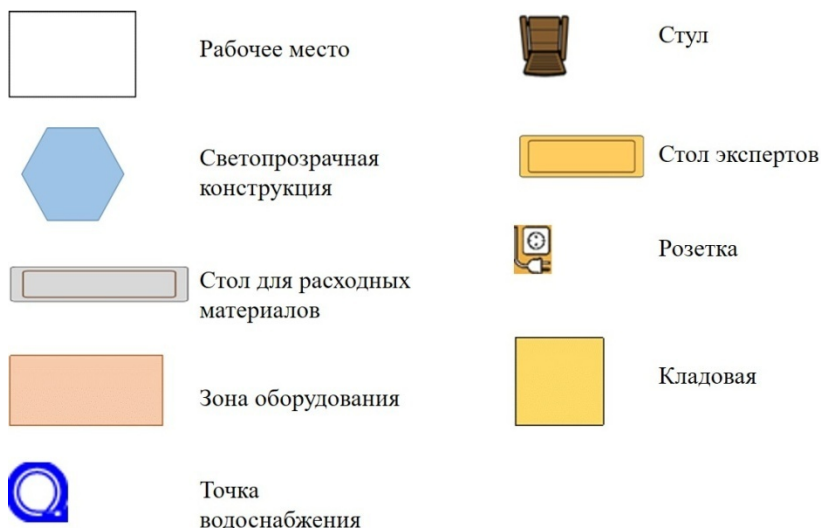 Рабочее место
Светопрозрачная
конструкция
Стол для расходных
материалов
Зона оборудования
Точка
водоснабжения
Стул
Стол экспертов
Розетка
Кладовая